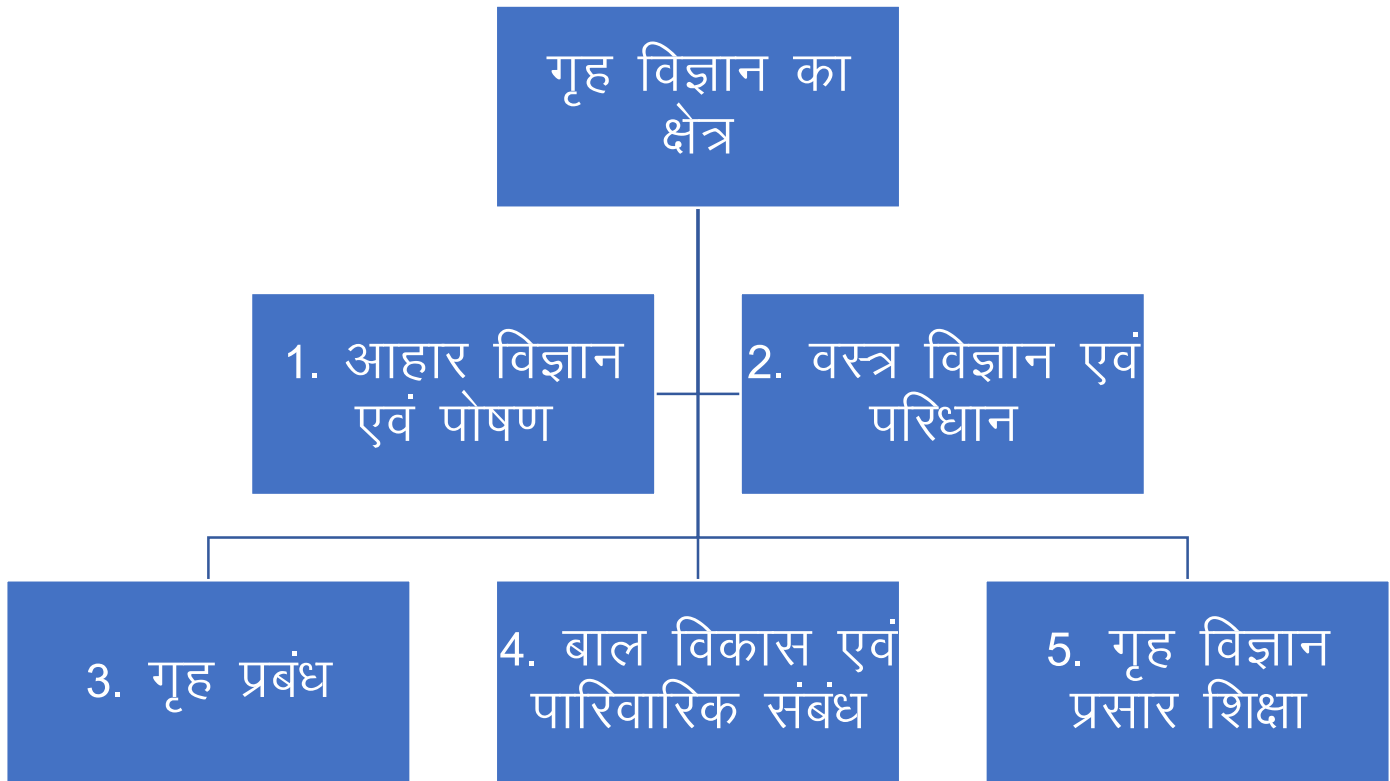 गृह विज्ञान का
क्षेत्र
1. आहार विज्ञान
एवं पोषण
2. वस्त्र विज्ञान एवं
परिधान
3. गृह प्रबंध
4. बाल विकास एवं
पारिवारिक संबंध
5. गृह विज्ञान
प्रसार शिक्षा